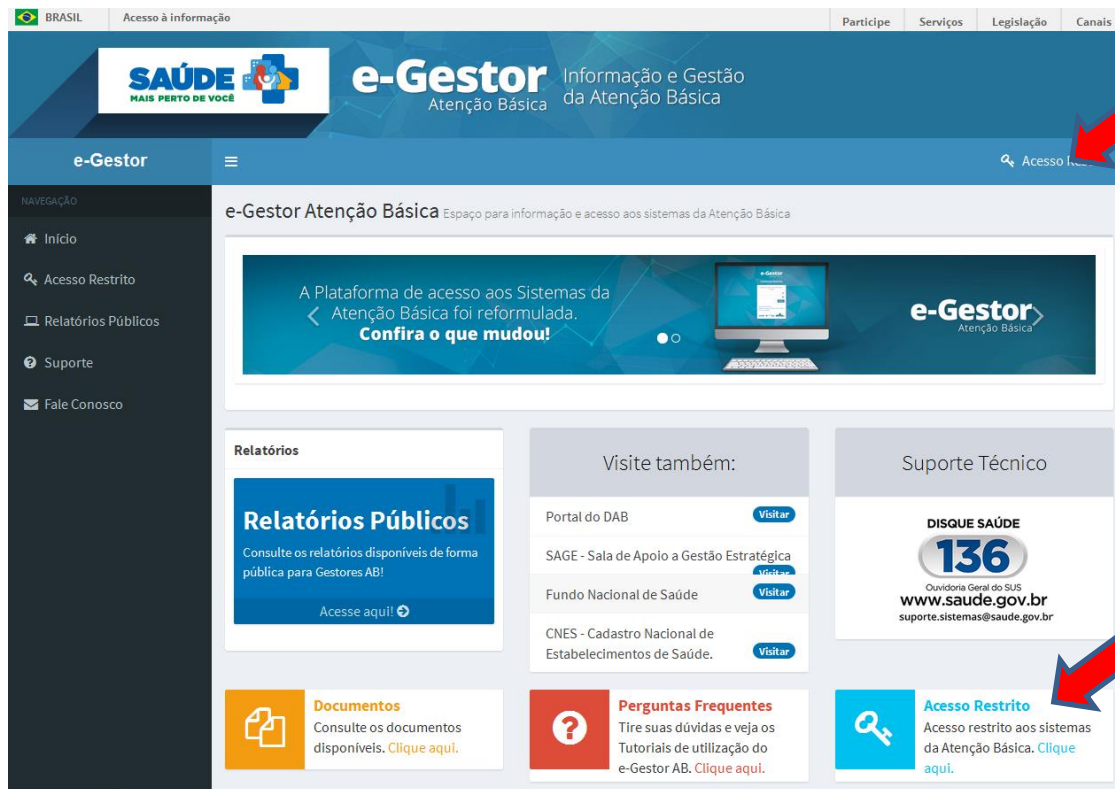 BRASIL Acesso à informação Participe Serviços Legislação Canais
SAÚDE
MAIS PERTO DE VOCÊ
e-Gestor
Atenção Básica
Informação e Gestão
da Atenção Básica
e-Gestor
Acesso
NAVEGAÇÃO
Início
Acesso Restrito
Relatórios Públicos
Suporte
Fale Conosco
e-Gestor Atenção Básica Espaço para informação e acesso aos sistemas da Atenção Básica
A Plataforma de acesso aos Sistemas da
Atenção Básica foi reformulada.
Confira o que mudou!
e-Gestor
e-Gestor
Atenção Básica
Relatórios
Relatórios Públicos
Consulte os relatórios disponíveis de forma
pública para Gestores AB!
Acesse aqui!
Visite também:
Portal do DAB Visitar
SAGE - Sala de Apoio a Gestão Estratégica
Visitar
Fundo Nacional de Saúde Visitar
CNES - Cadastro Nacional de
Estabelecimentos de Saúde. Visitar
Suporte Técnico
DISQUE SAÚDE
136
Ouvidoria Geral do SUS
www.saude.gov.br
suporte.sistemas@saude.gov.br
Documentos
Consulte os documentos
disponíveis. Clique aqui.
Perguntas Frequentes
Tire suas dúvidas e veja os
Tutoriais de utilização do
e-Gestor AB. Clique aqui.
Acesso Restrito
Acesso restrito aos sistemas
da Atenção Básica. Clique
aqui.